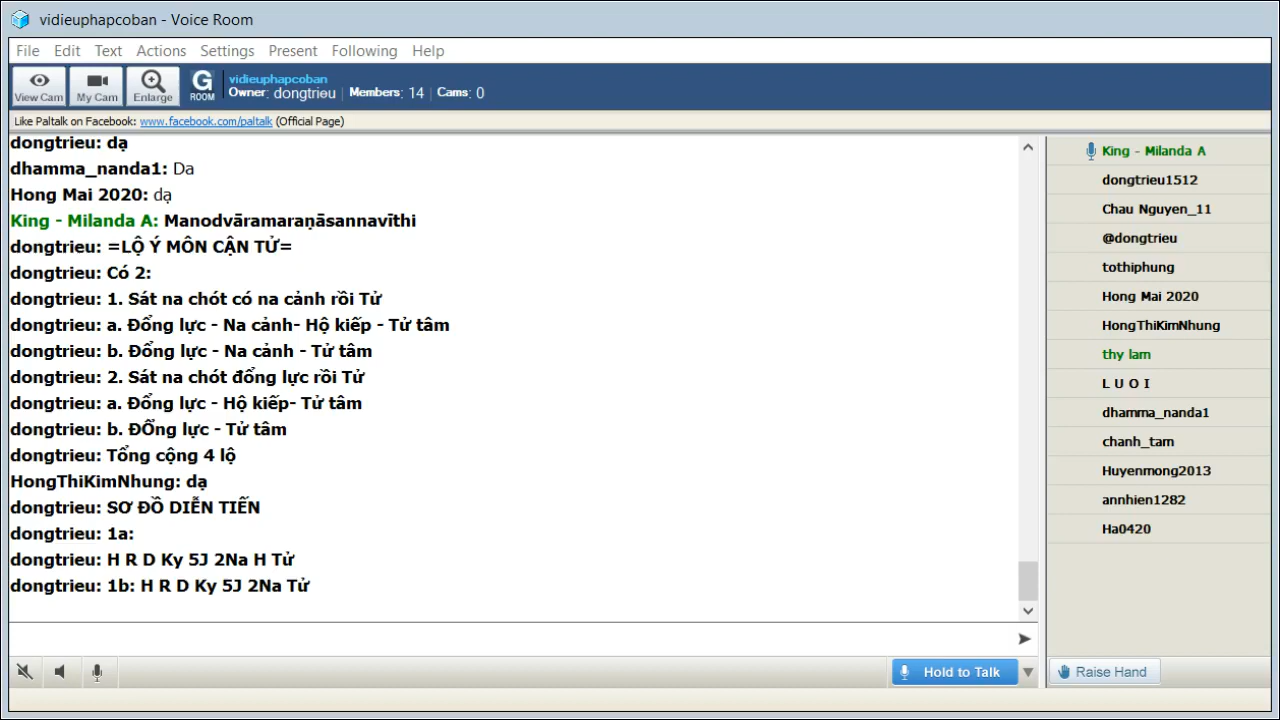 vidieuphapcoban - Voice Room
File Edit Text Actions Settings Present Following Help
View Cam My Cam Enlarge G ROOM
vidieuphapcoban
Owner: dongtrieu | Members: 14 | Cams: 0
Like Paltalk on Facebook: www.facebook.com/paltalk (Official Page)
dongtrieu: dạ
dhamma_nanda1: Da
Hong Mai 2020: dạ
King - Milanda A: Manodvāramaraṇāsannavīthi
dongtrieu: =LỘ Ý MÔN CẬN TỬ=
dongtrieu: Có 2:
dongtrieu: 1. Sát na chót có na cảnh rồi Tử
dongtrieu: a. Đổng lực - Na cảnh- Hộ kiếp - Tử tâm
dongtrieu: b. Đổng lực - Na cảnh - Tử tâm
dongtrieu: 2. Sát na chót đổng lực rồi Tử
dongtrieu: a. Đổng lực - Hộ kiếp- Tử tâm
dongtrieu: b. ĐỔng lực - Tử tâm
dongtrieu: Tổng cộng 4 lộ
HongThiKimNhung: dạ
dongtrieu: SƠ ĐỒ DIỄN TIẾN
dongtrieu: 1a:
dongtrieu: H R D Ky 5J 2Na H Tử
dongtrieu: 1b: H R D Ky 5J 2Na Tử
King - Milanda A
dongtrieu1512
Chau Nguyen_11
@dongtrieu
tothiphung
Hong Mai 2020
HongThiKimNhung
thy lam
L U O I
dhamma_nanda1
chanh_tam
Huyenmong2013
annhien1282
Ha0420
Hold to Talk
Raise Hand